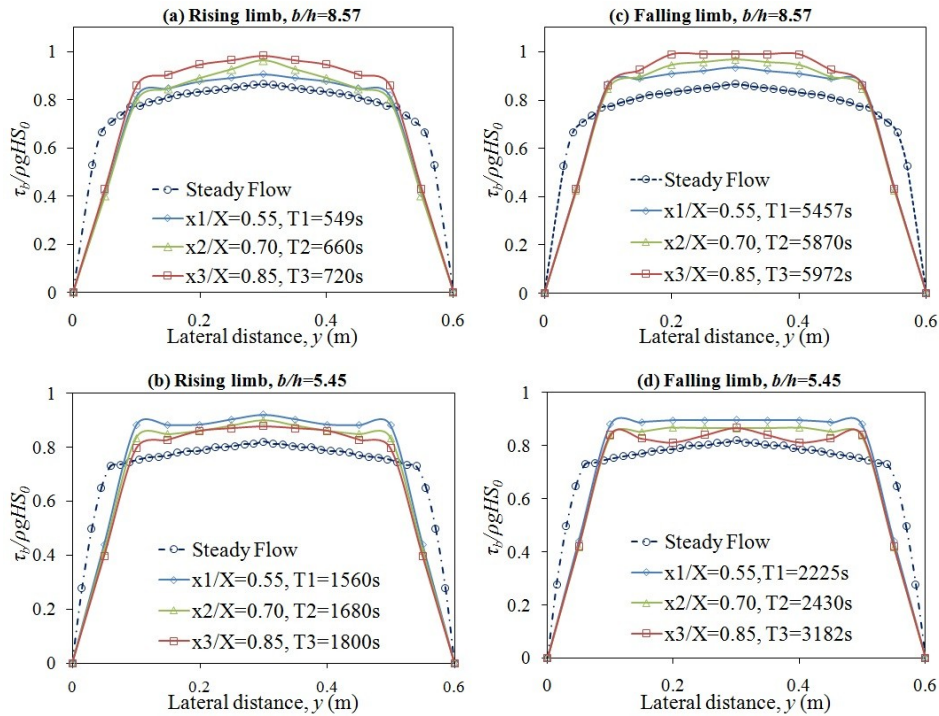 (a) Rising limb, b/h=8.57
τb/ρgHS0
1
0.8
0.6
0.4
0.2
0
Steady Flow
x1/X=0.55, T1=549s
x2/X=0.70, T2=660s
x3/X=0.85, T3=720s
0 0.2 0.4 0.6
Lateral distance, y (m)
(c) Falling limb, b/h=8.57
τb/ρgHS0
1
0.8
0.6
0.4
0.2
0
Steady Flow
x1/X=0.55, T1=5457s
x2/X=0.70, T2=5870s
x3/X=0.85, T3=5972s
0 0.2 0.4 0.6
Lateral distance, y (m)
(b) Rising limb, b/h=5.45
τb/ρgHS0
1
0.8
0.6
0.4
0.2
0
Steady Flow
x1/X=0.55, T1=1560s
x2/X=0.70, T2=1680s
x3/X=0.85, T3=1800s
0 0.2 0.4 0.6
Lateral distance, y (m)
(d) Falling limb, b/h=5.45
τb/ρgHS0
1
0.8
0.6
0.4
0.2
0
Steady Flow
x1/X=0.55,T1=2225s
x2/X=0.70, T2=2430s
x3/X=0.85, T3=3182s
0 0.2 0.4 0.6
Lateral distance, y (m)